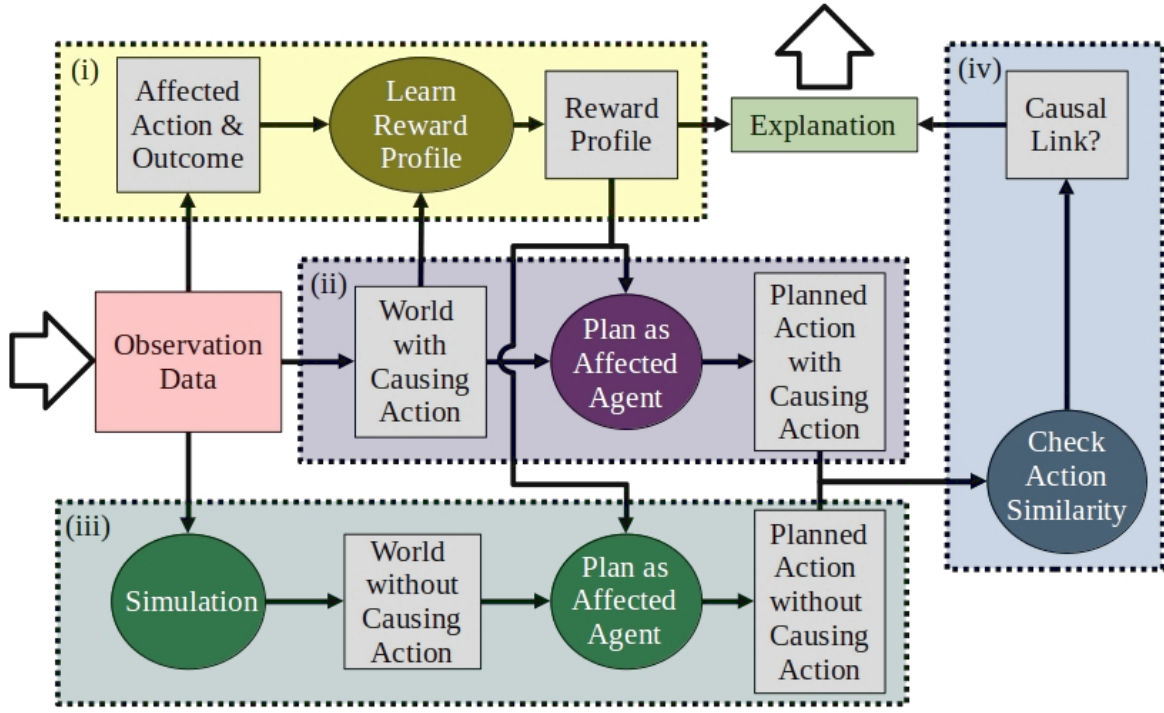 (i)
Affected
Action &
Outcome
Learn
Reward
Profile
Reward
Profile
Explanation
(iv)
Causal
Link?
Observation
Data
(ii)
World
with
Causing
Action
Plan as
Affected
Agent
Planned
Action
with
Causing
Action
Check
Action
Similarity
(iii)
Simulation
World
without
Causing
Action
Plan as
Affected
Agent
Planned
Action
without
Causing
Action